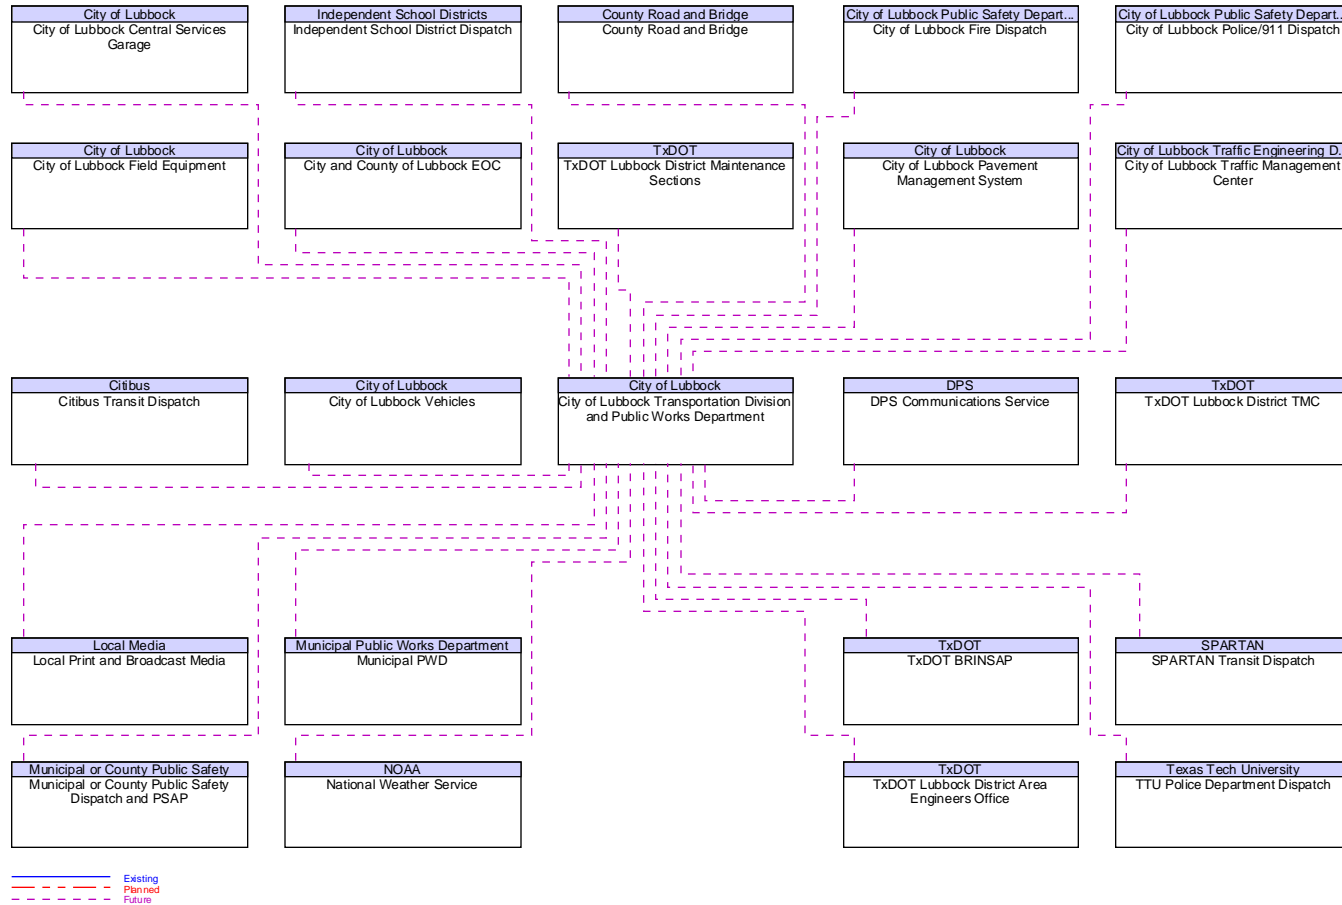 City of Lubbock
City of Lubbock Central Services
Garage
Independent School Districts
Independent School District Dispatch
County Road and Bridge
County Road and Bridge
City of Lubbock Public Safety Depart...
City of Lubbock Fire Dispatch
City of Lubbock Public Safety Depart...
City of Lubbock Police/911 Dispatch
City of Lubbock
City of Lubbock Field Equipment
City of Lubbock
City and County of Lubbock EOC
TxDOT
TxDOT Lubbock District Maintenance
Sections
City of Lubbock
City of Lubbock Pavement
Management System
City of Lubbock Traffic Engineering D...
City of Lubbock Traffic Management
Center
Citibus
Citibus Transit Dispatch
City of Lubbock
City of Lubbock Vehicles
City of Lubbock
City of Lubbock Transportation Division
and Public Works Department
DPS
DPS Communications Service
TxDOT
TxDOT Lubbock District TMC
Local Media
Local Print and Broadcast Media
Municipal Public Works Department
Municipal PWD
TxDOT
TxDOT BRINSAP
SPARTAN
SPARTAN Transit Dispatch
Municipal or County Public Safety
Municipal or County Public Safety
Dispatch and PSAP
NOAA
National Weather Service
TxDOT
TxDOT Lubbock District Area
Engineers Office
Texas Tech University
TTU Police Department Dispatch
Existing
Planned
Future